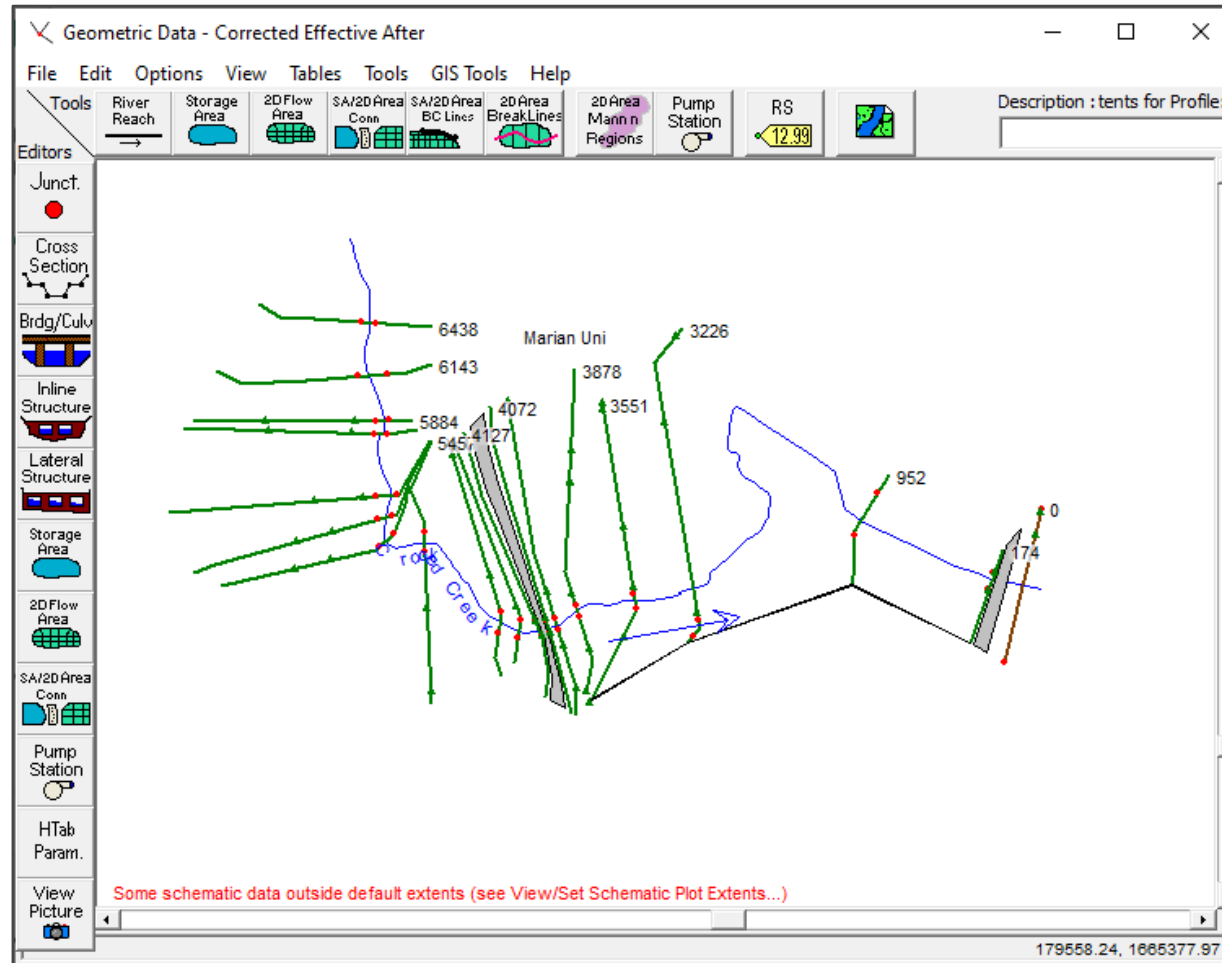 Geometric Data - Corrected Effective After
File Edit Options View Tables Tools GIS Tools Help
Tools
Editors
River
Reach
Storage
Area
2D Flow
Area
SA/2D Area
Conn
SA/2D Area
BC Lines
2D Area
BreakLines
2D Area
Mann n
Regions
Pump
Station
RS
12.99
Description : tents for Profile:
Junct.
Cross
Section
Brdg/Culv
Inline
Structure
Lateral
Structure
Storage
Area
2D Flow
Area
SA/2D Area
Conn
Pump
Station
HTab
Param.
View
Picture
6438
Marian Uni
3226
6143
3878
5884
4072
3551
5457
4127
952
0
174
Creek
Some schematic data outside default extents (see View/Set Schematic Plot Extents...)
179558.24, 1665377.97